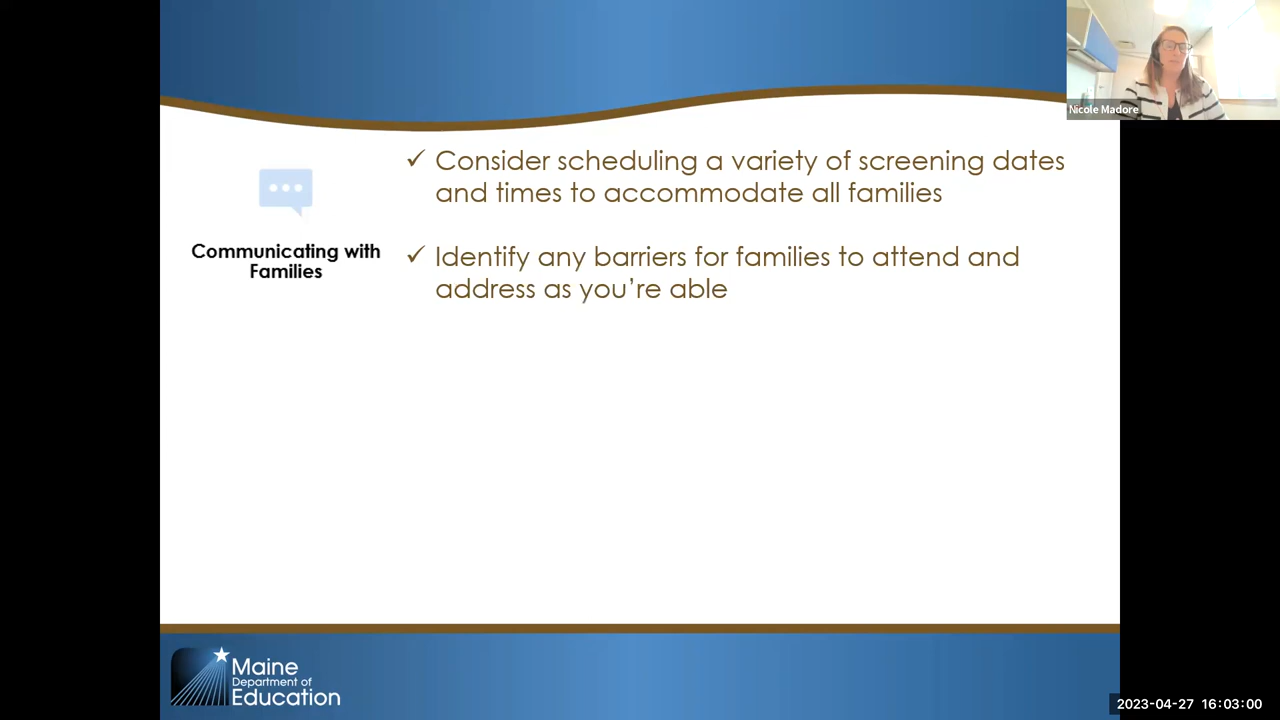 Nicole Madore
✓ Consider scheduling a variety of screening dates
and times to accommodate all families
Communicating with
Families
✓ Identify any barriers for families to attend and
address as you’re able
Maine
Department of
Education
2023-04-27 16:03:00